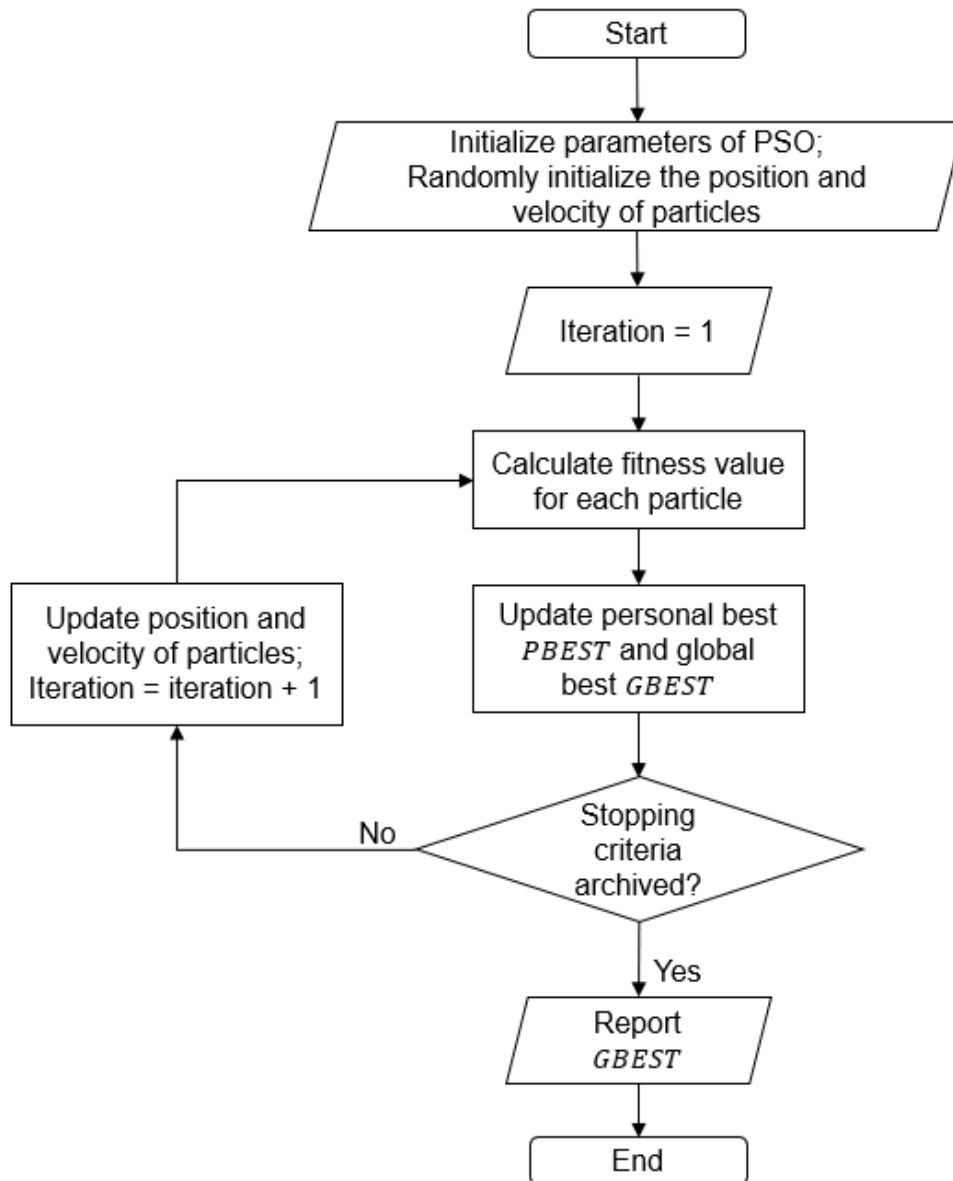 Start
Initialize parameters of PSO;
Randomly initialize the position and
velocity of particles
Iteration = 1
Calculate fitness value
for each particle
Update position and
velocity of particles;
Iteration = iteration + 1
Update personal best
PBEST and global
best GBEST
No
Stopping
criteria
archived?
Yes
Report
GBEST
End